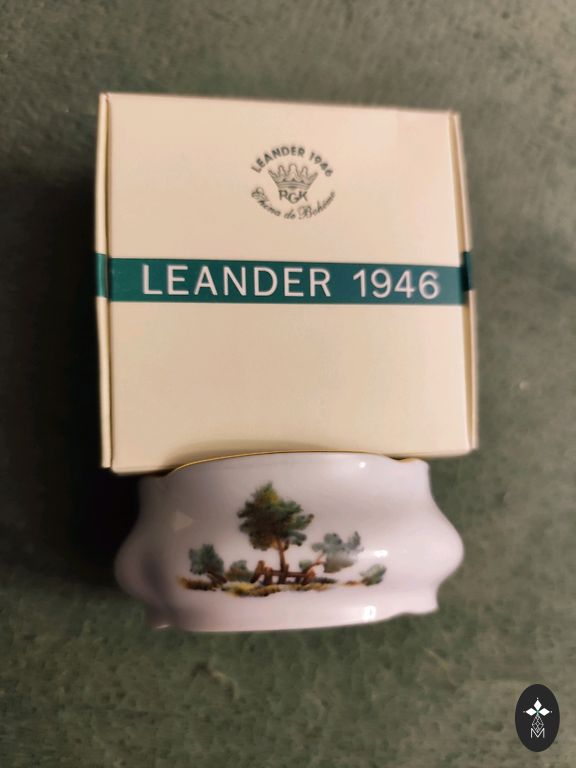 LEANDER 1946
RGK
China de Bohême
LEANDER 1946
M